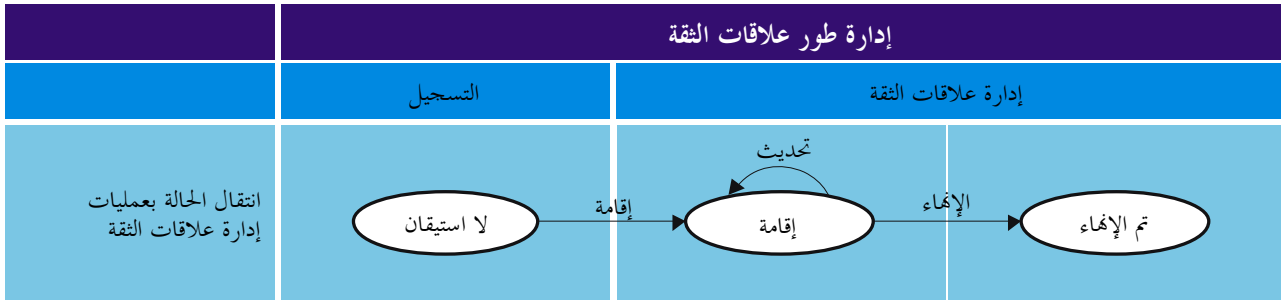 إدارة طور علاقات الثقة
التسجيل
إدارة علاقات الثقة
انتقال الحالة بعمليات
إدارة علاقات الثقة
لا استيقان
إقامة
تحديث
إقامة
الإنهاء
تم الإنهاء